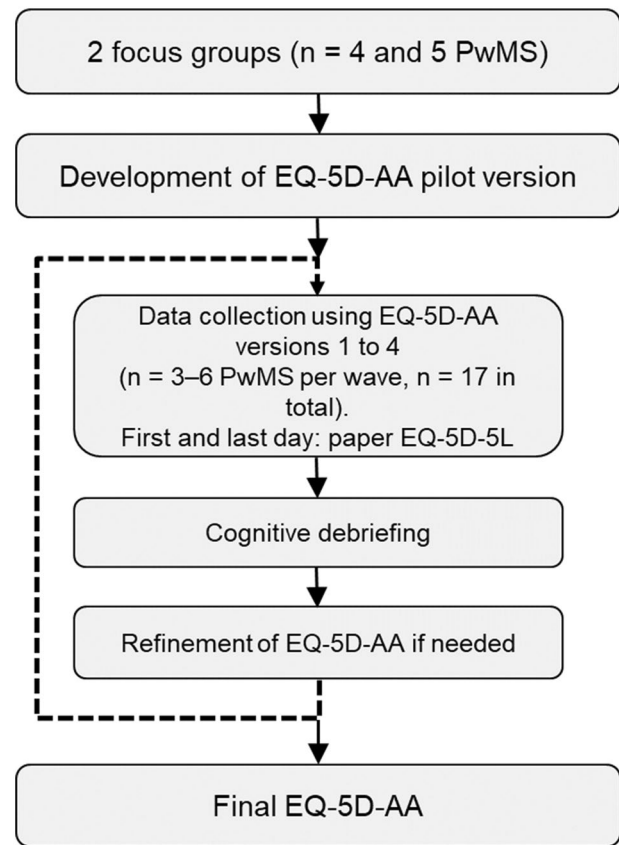 2 focus groups (n = 4 and 5 PwMS)
Development of EQ-5D-AA pilot version
Data collection using EQ-5D-AA
versions 1 to 4
(n = 3–6 PwMS per wave, n = 17 in
total).
First and last day: paper EQ-5D-5L
Cognitive debriefing
Refinement of EQ-5D-AA if needed
Final EQ-5D-AA